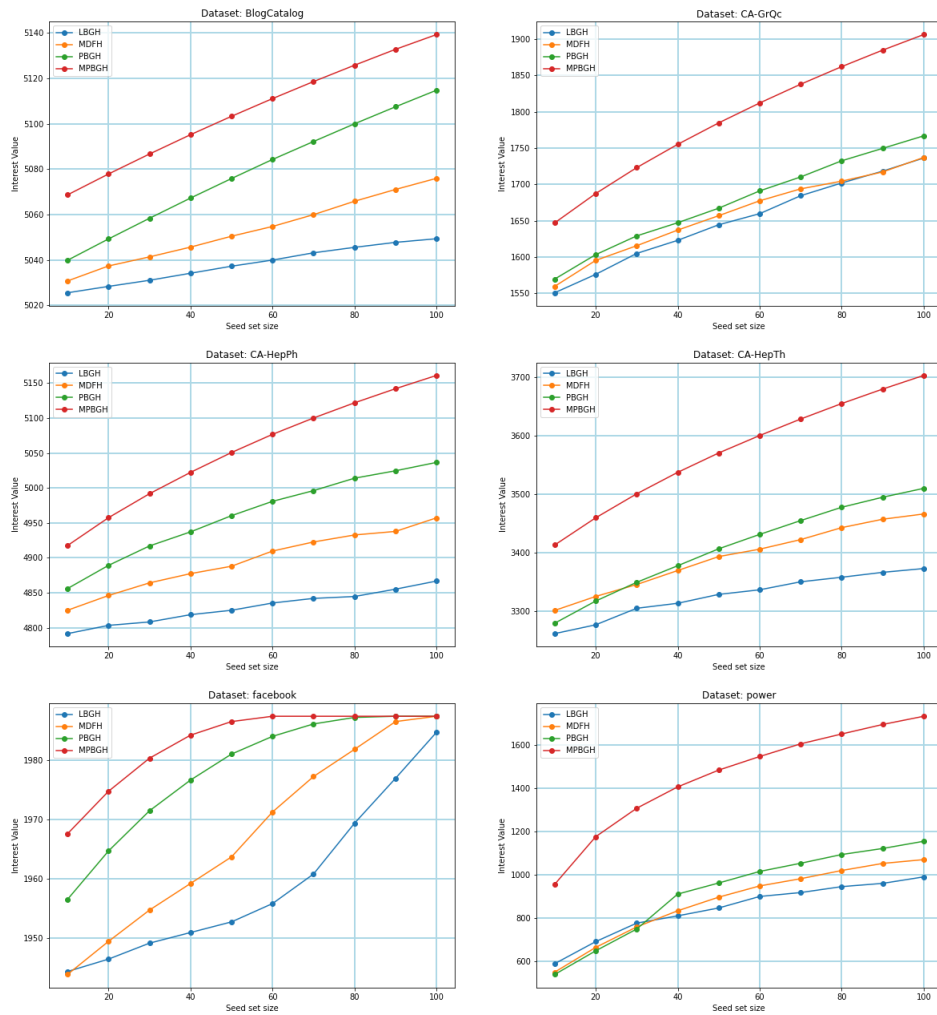 Dataset: BlogCatalog
LBGH
MDFH
PBGH
MPBGH
Interest Value
5140
5120
5100
5080
5060
5040
5020
20
40
60
80
100
Seed set size
Dataset: CA-GrQc
LBGH
MDFH
PBGH
MPBGH
Interest Value
1900
1850
1800
1750
1700
1650
1600
1550
20
40
60
80
100
Seed set size
Dataset: CA-HepPh
LBGH
MDFH
PBGH
MPBGH
Interest Value
5150
5100
5050
5000
4950
4900
4850
4800
20
40
60
80
100
Seed set size
Dataset: CA-HepTh
LBGH
MDFH
PBGH
MPBGH
Interest Value
3700
3600
3500
3400
3300
20
40
60
80
100
Seed set size
Dataset: facebook
LBGH
MDFH
PBGH
MPBGH
Interest Value
1980
1970
1960
1950
20
40
60
80
100
Seed set size
Dataset: power
LBGH
MDFH
PBGH
MPBGH
Interest Value
1600
1400
1200
1000
800
600
20
40
60
80
100
Seed set size